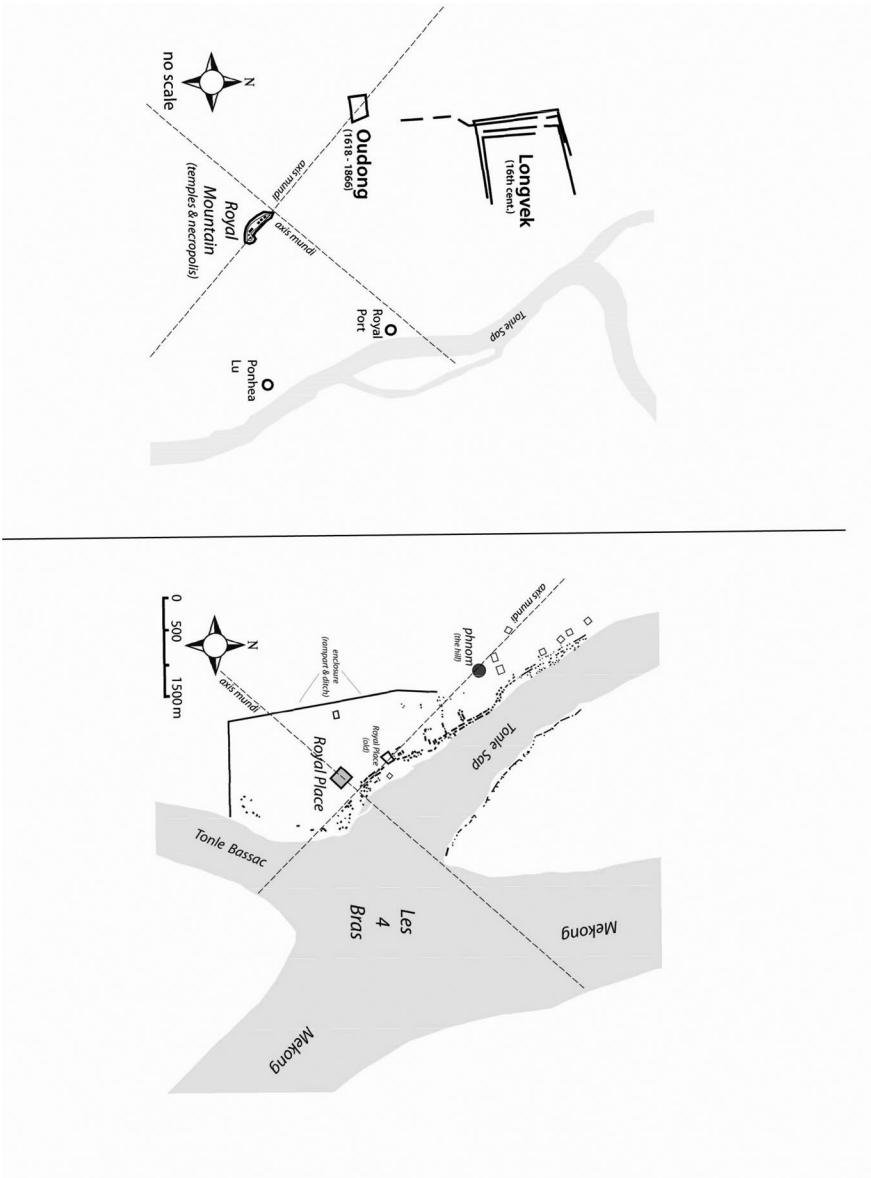 N
no scale
Oudong
(1618 - 1866)
Longvek
(16th cent.)
axis mundi
axis mundi
Royal
Mountain
(temples & necropolis)
Royal
Port
Ponhea
Lu
Tonle Sap
0
500
1500 m
N
axis mundi
axis mundi
phnom
(the hill)
enclosure
(rampart & ditch)
Royal Place
(old)
Royal Place
Tonle Sap
Tonle Bassac
Les
4
Bras
Mekong
Mekong